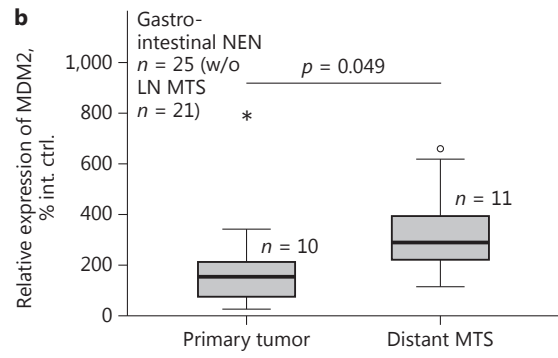 b
Gastro-
intestinal NEN
n = 25 (w/o
LN MTS
n = 21)
p = 0.049
Relative expression of MDM2,
% int. ctrl.
1,000
800
600
400
200
0
*
n = 10
n = 11
Primary tumor
Distant MTS